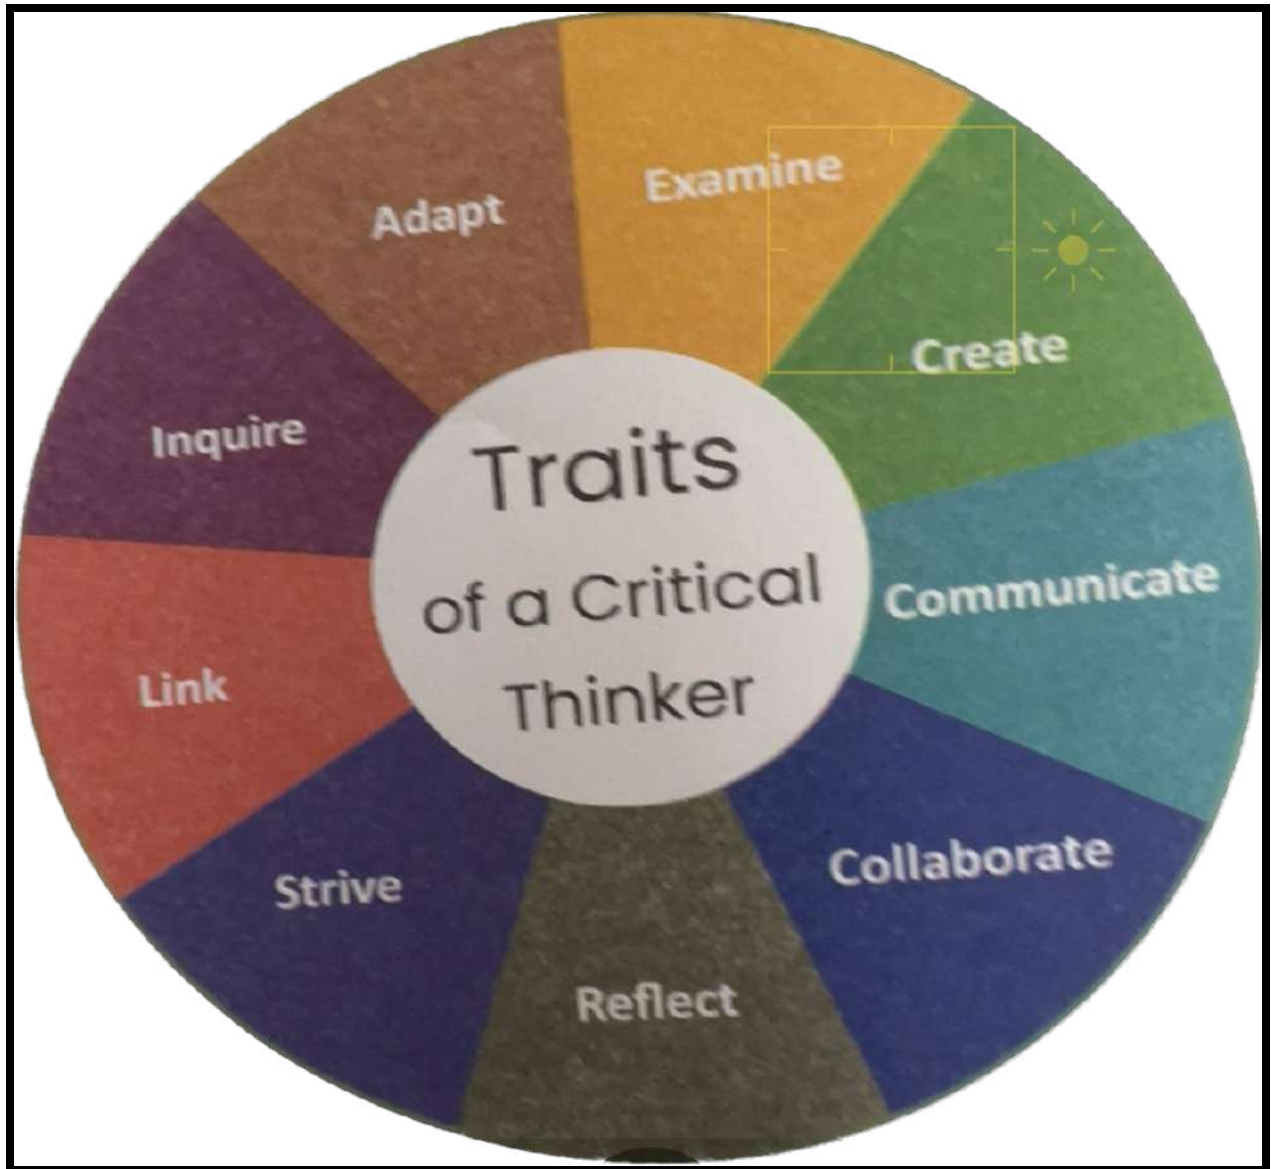 Traits
of a Critical
Thinker
Examine
Create
Communicate
Collaborate
Reflect
Strive
Link
Inquire
Adapt